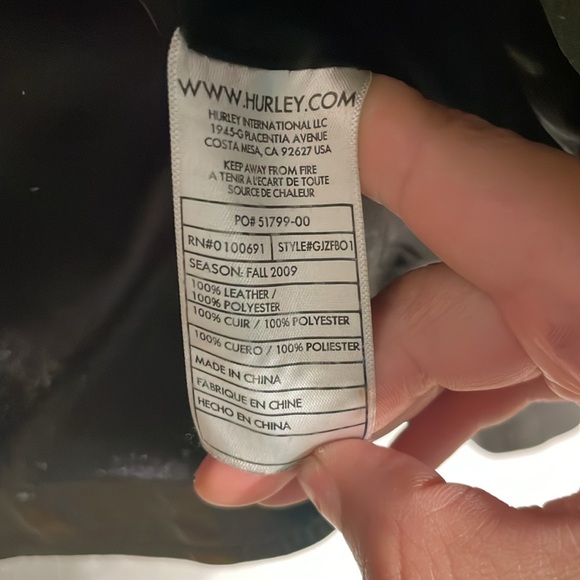 WWW.HURLEY.COM
HURLEY INTERNATIONAL LLC
1945-G PLACENTIA AVENUE
COSTA MESA, CA 92627 USA
KEEP AWAY FROM FIRE
A TENIR A L'ECART DE TOUTE
SOURCE DE CHALEUR
PO# 51799-00
RN#0100691 STYLE#GJZFBO1
SEASON: FALL 2009
100% LEATHER /
100% POLYESTER
100% CUIR / 100% POLYESTER
100% CUERO / 100% POLIESTER
MADE IN CHINA
FABRIQUE EN CHINE
HECHO EN CHINA